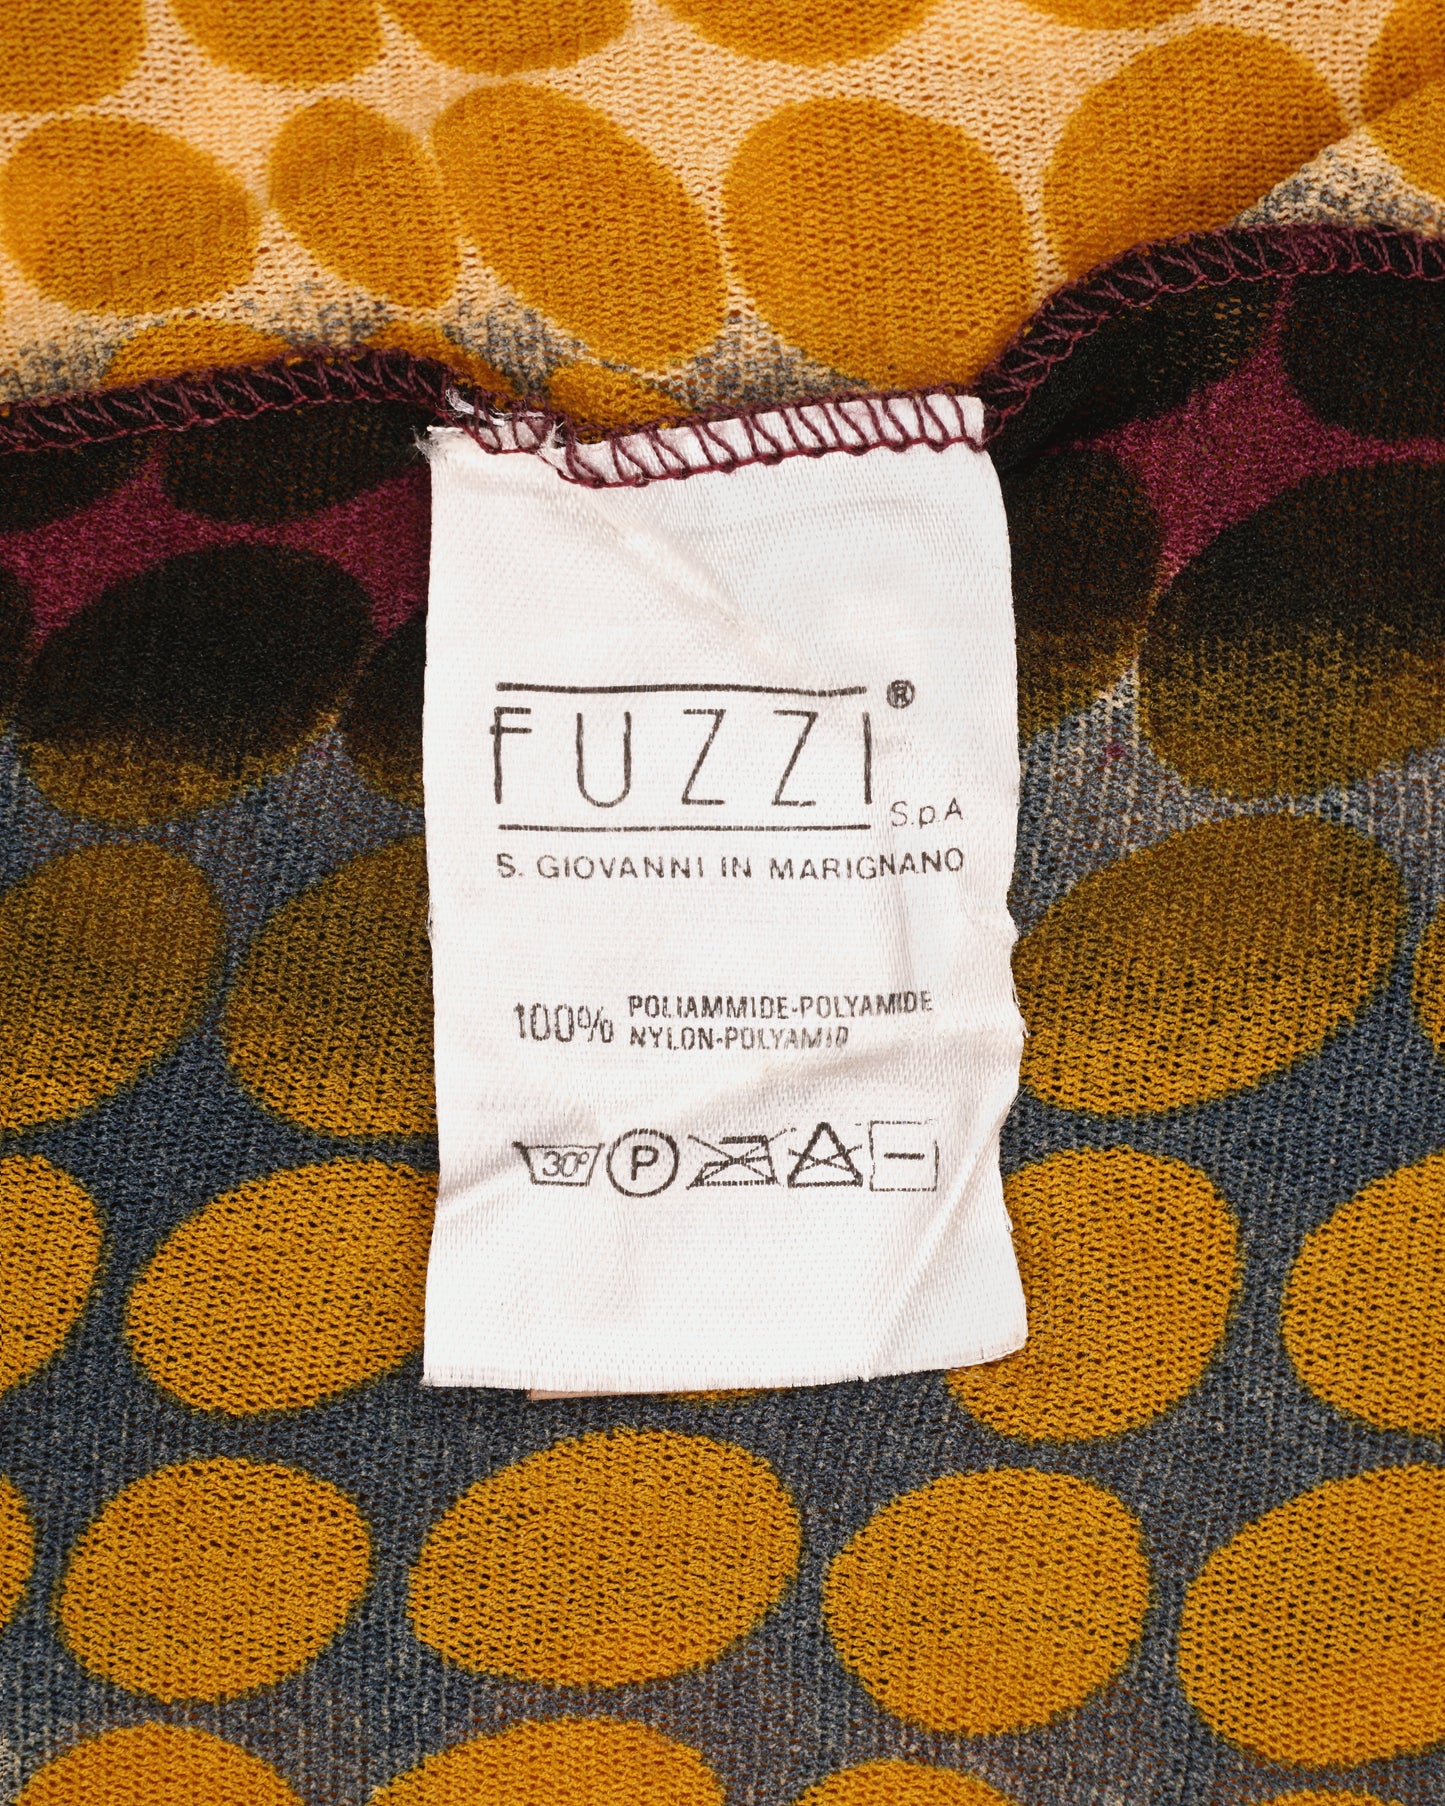 FUZZI®
S.p.A
S. GIOVANNI IN MARIGNANO
100% POLIAMMIDE-POLYAMIDE
NYLON-POLYAMID
30° P